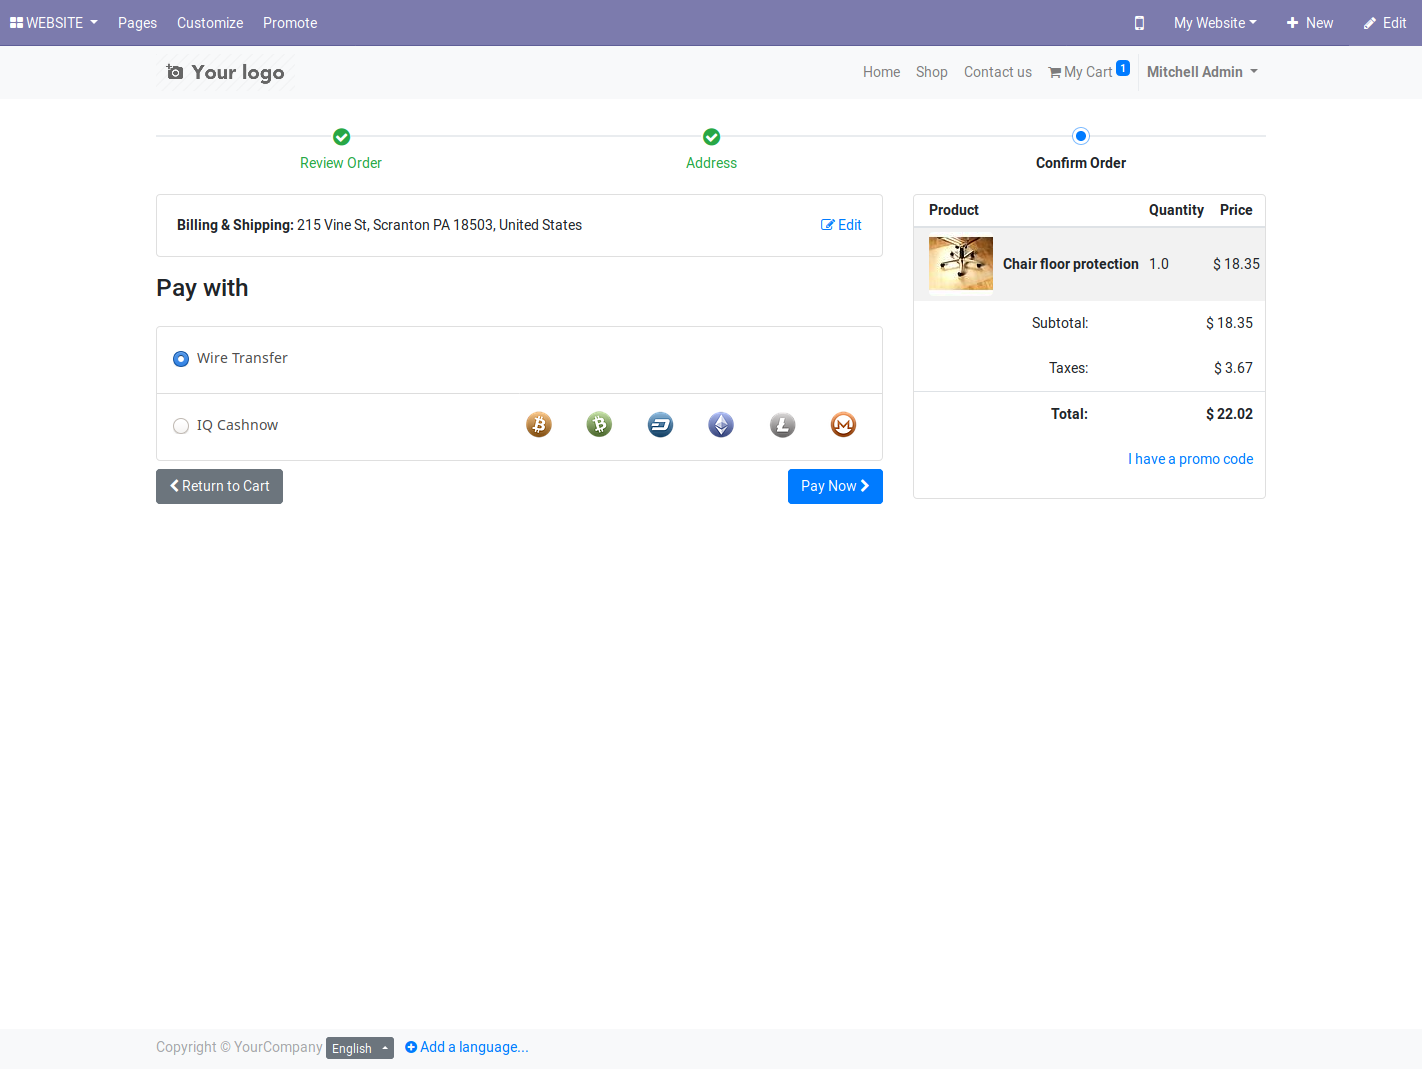 WEBSITE Pages Customize Promote My Website New Edit
Your logo Home Shop Contact us My Cart 1 Mitchell Admin
Review Order Address Confirm Order
Billing & Shipping: 215 Vine St, Scranton PA 18503, United States Edit
Pay with
Wire Transfer
IQ Cashnow
Return to Cart Pay Now
Product Quantity Price
Chair floor protection 1.0 $ 18.35
Subtotal: $ 18.35
Taxes: $ 3.67
Total: $ 22.02
I have a promo code
Copyright © YourCompany English Add a language...